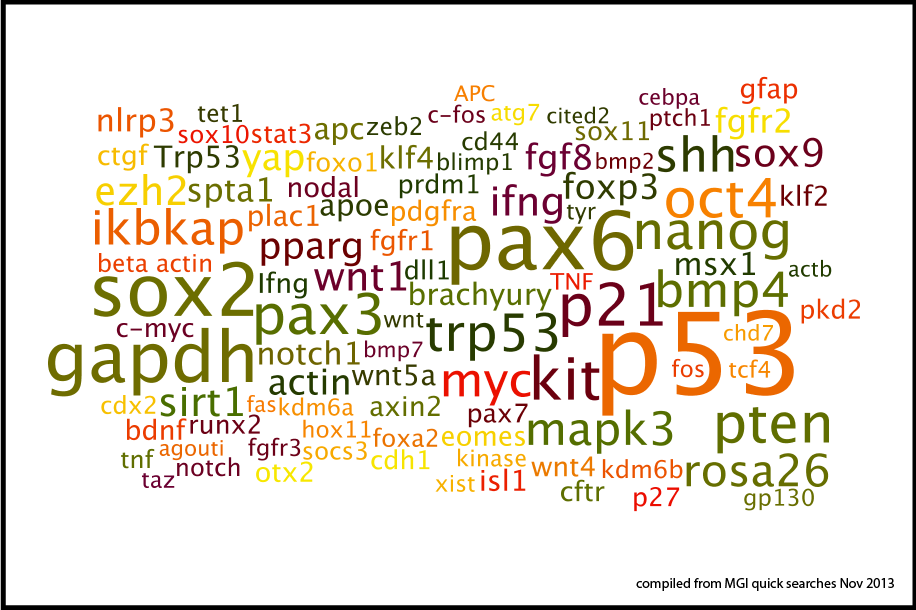 APC
cebpa
gfap
nlrp3
tet1
c-fos
atg7
cited2
ptch1
fgfr2
sox10
stat3
apc
zeb2
cd44
sox11
ctgf
Trp53
yap
foxo1
klf4
blimp1
fgf8
bmp2
shh
sox9
ezh2
spta1
nodal
prdm1
ifng
foxp3
oct4
klf2
ikbkap
plac1
apoe
pdgfra
tyr
pparg
fgfr1
pax6
nanog
beta actin
lfng
wnt1
dll1
TNF
msx1
actb
sox2
pax3
brachyury
p21
bmp4
pkd2
c-myc
wnt
trp53
p53
chd7
gapdh
notch1
bmp7
actin
wnt5a
myc
kit
fos
tcf4
cdx2
sirt1
fas
kdm6a
axin2
pax7
bdnf
runx2
hox11
foxa2
eomes
mapk3
pten
tnf
agouti
fgfr3
socs3
cdh1
kinase
taz
notch
otx2
wnt4
kdm6b
rosa26
xist
isl1
cftr
p27
gp130
compiled from MGI quick searches Nov 2013